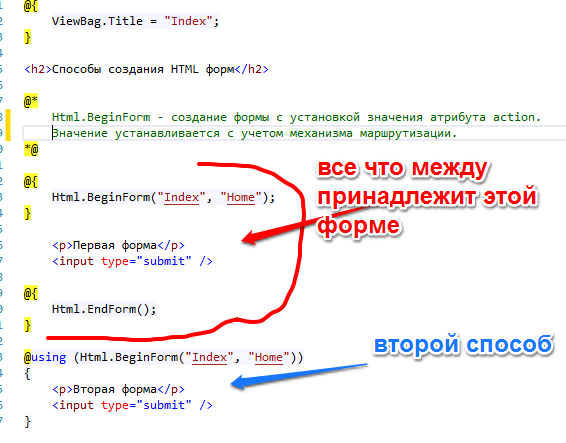 @{
ViewBag.Title = "Index";
}
<h2>Способы создания HTML форм</h2>
@*
Html.BeginForm - создание формы с установкой значения атрибута action.
Значение устанавливается с учетом механизма маршрутизации.
*@
@{
Html.BeginForm("Index", "Home");
}
<p>Первая форма</p>
<input type="submit" />
@{
Html.EndForm();
}
все что между
принадлежит этой
форме
@using (Html.BeginForm("Index", "Home"))
{
<p>Вторая форма</p>
<input type="submit" />
}
второй способ